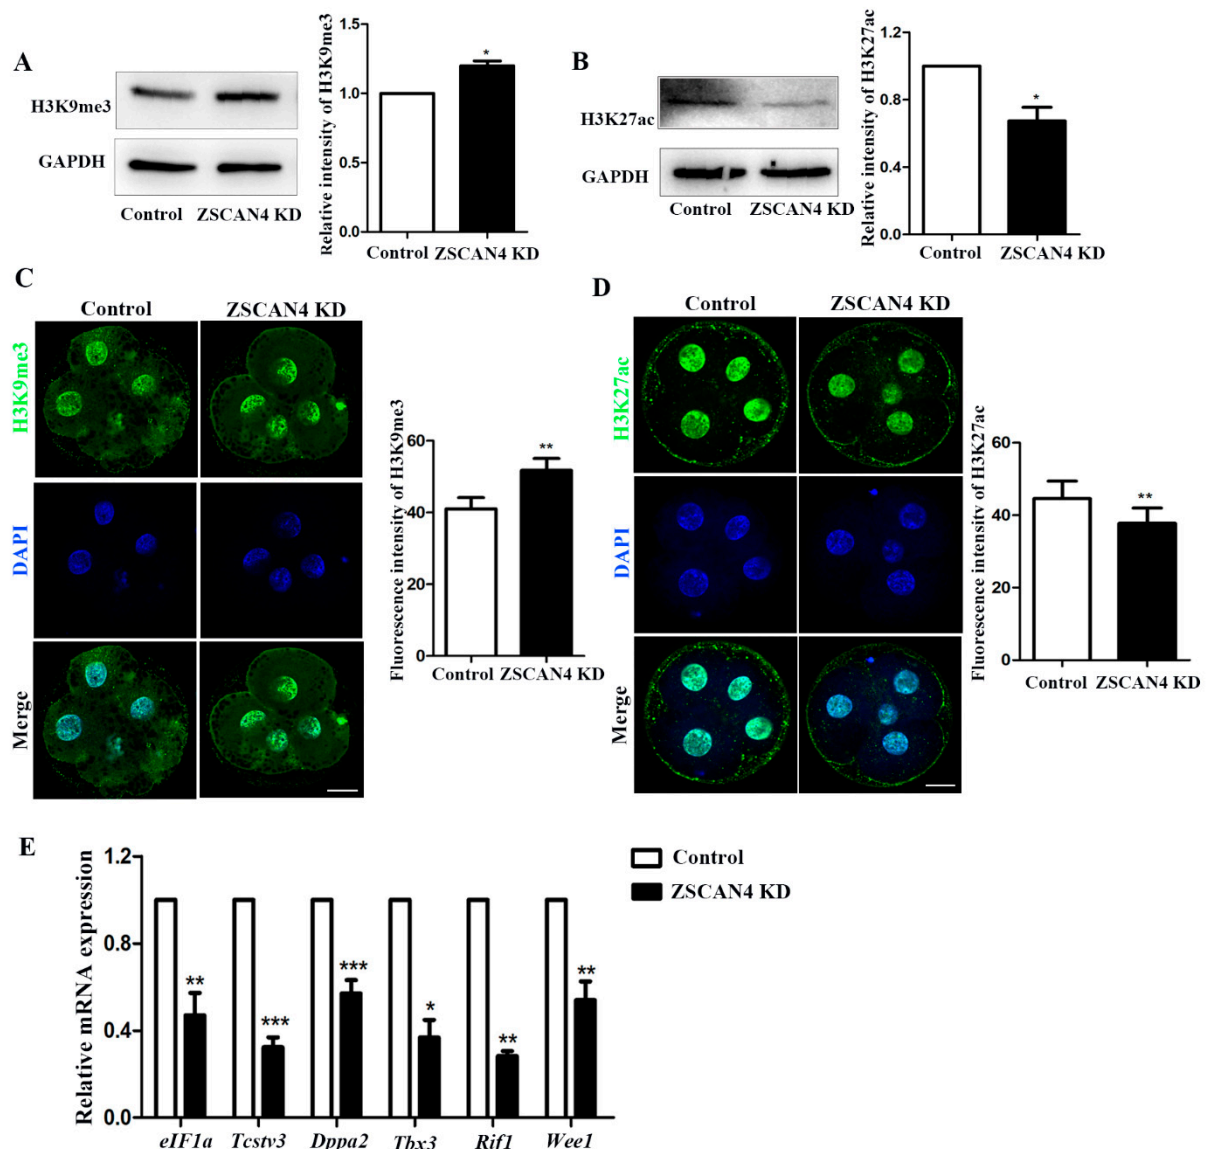 A
H3K9me3
GAPDH
Control ZSCAN4 KD
Relative intensity of H3K9me3
1.5
1.0
0.5
0.0
*
Control ZSCAN4 KD
B
H3K27ac
GAPDH
Control ZSCAN4 KD
Relative intensity of H3K27ac
1.2
0.8
0.4
0.0
*
Control ZSCAN4 KD
C
Control ZSCAN4 KD
H3K9me3
DAPI
Merge
Fluorescence intensity of H3K9me3
60
40
20
0
**
Control ZSCAN4 KD
D
Control ZSCAN4 KD
H3K27ac
DAPI
Merge
Fluorescence intensity of H3K27ac
60
40
20
0
**
Control ZSCAN4 KD
E
Relative mRNA expression
1.2
0.8
0.4
0.0
** *** *** * ** **
eIF1a Tcstv3 Dppa2 Tbx3 Rif1 Wee1
Control
ZSCAN4 KD